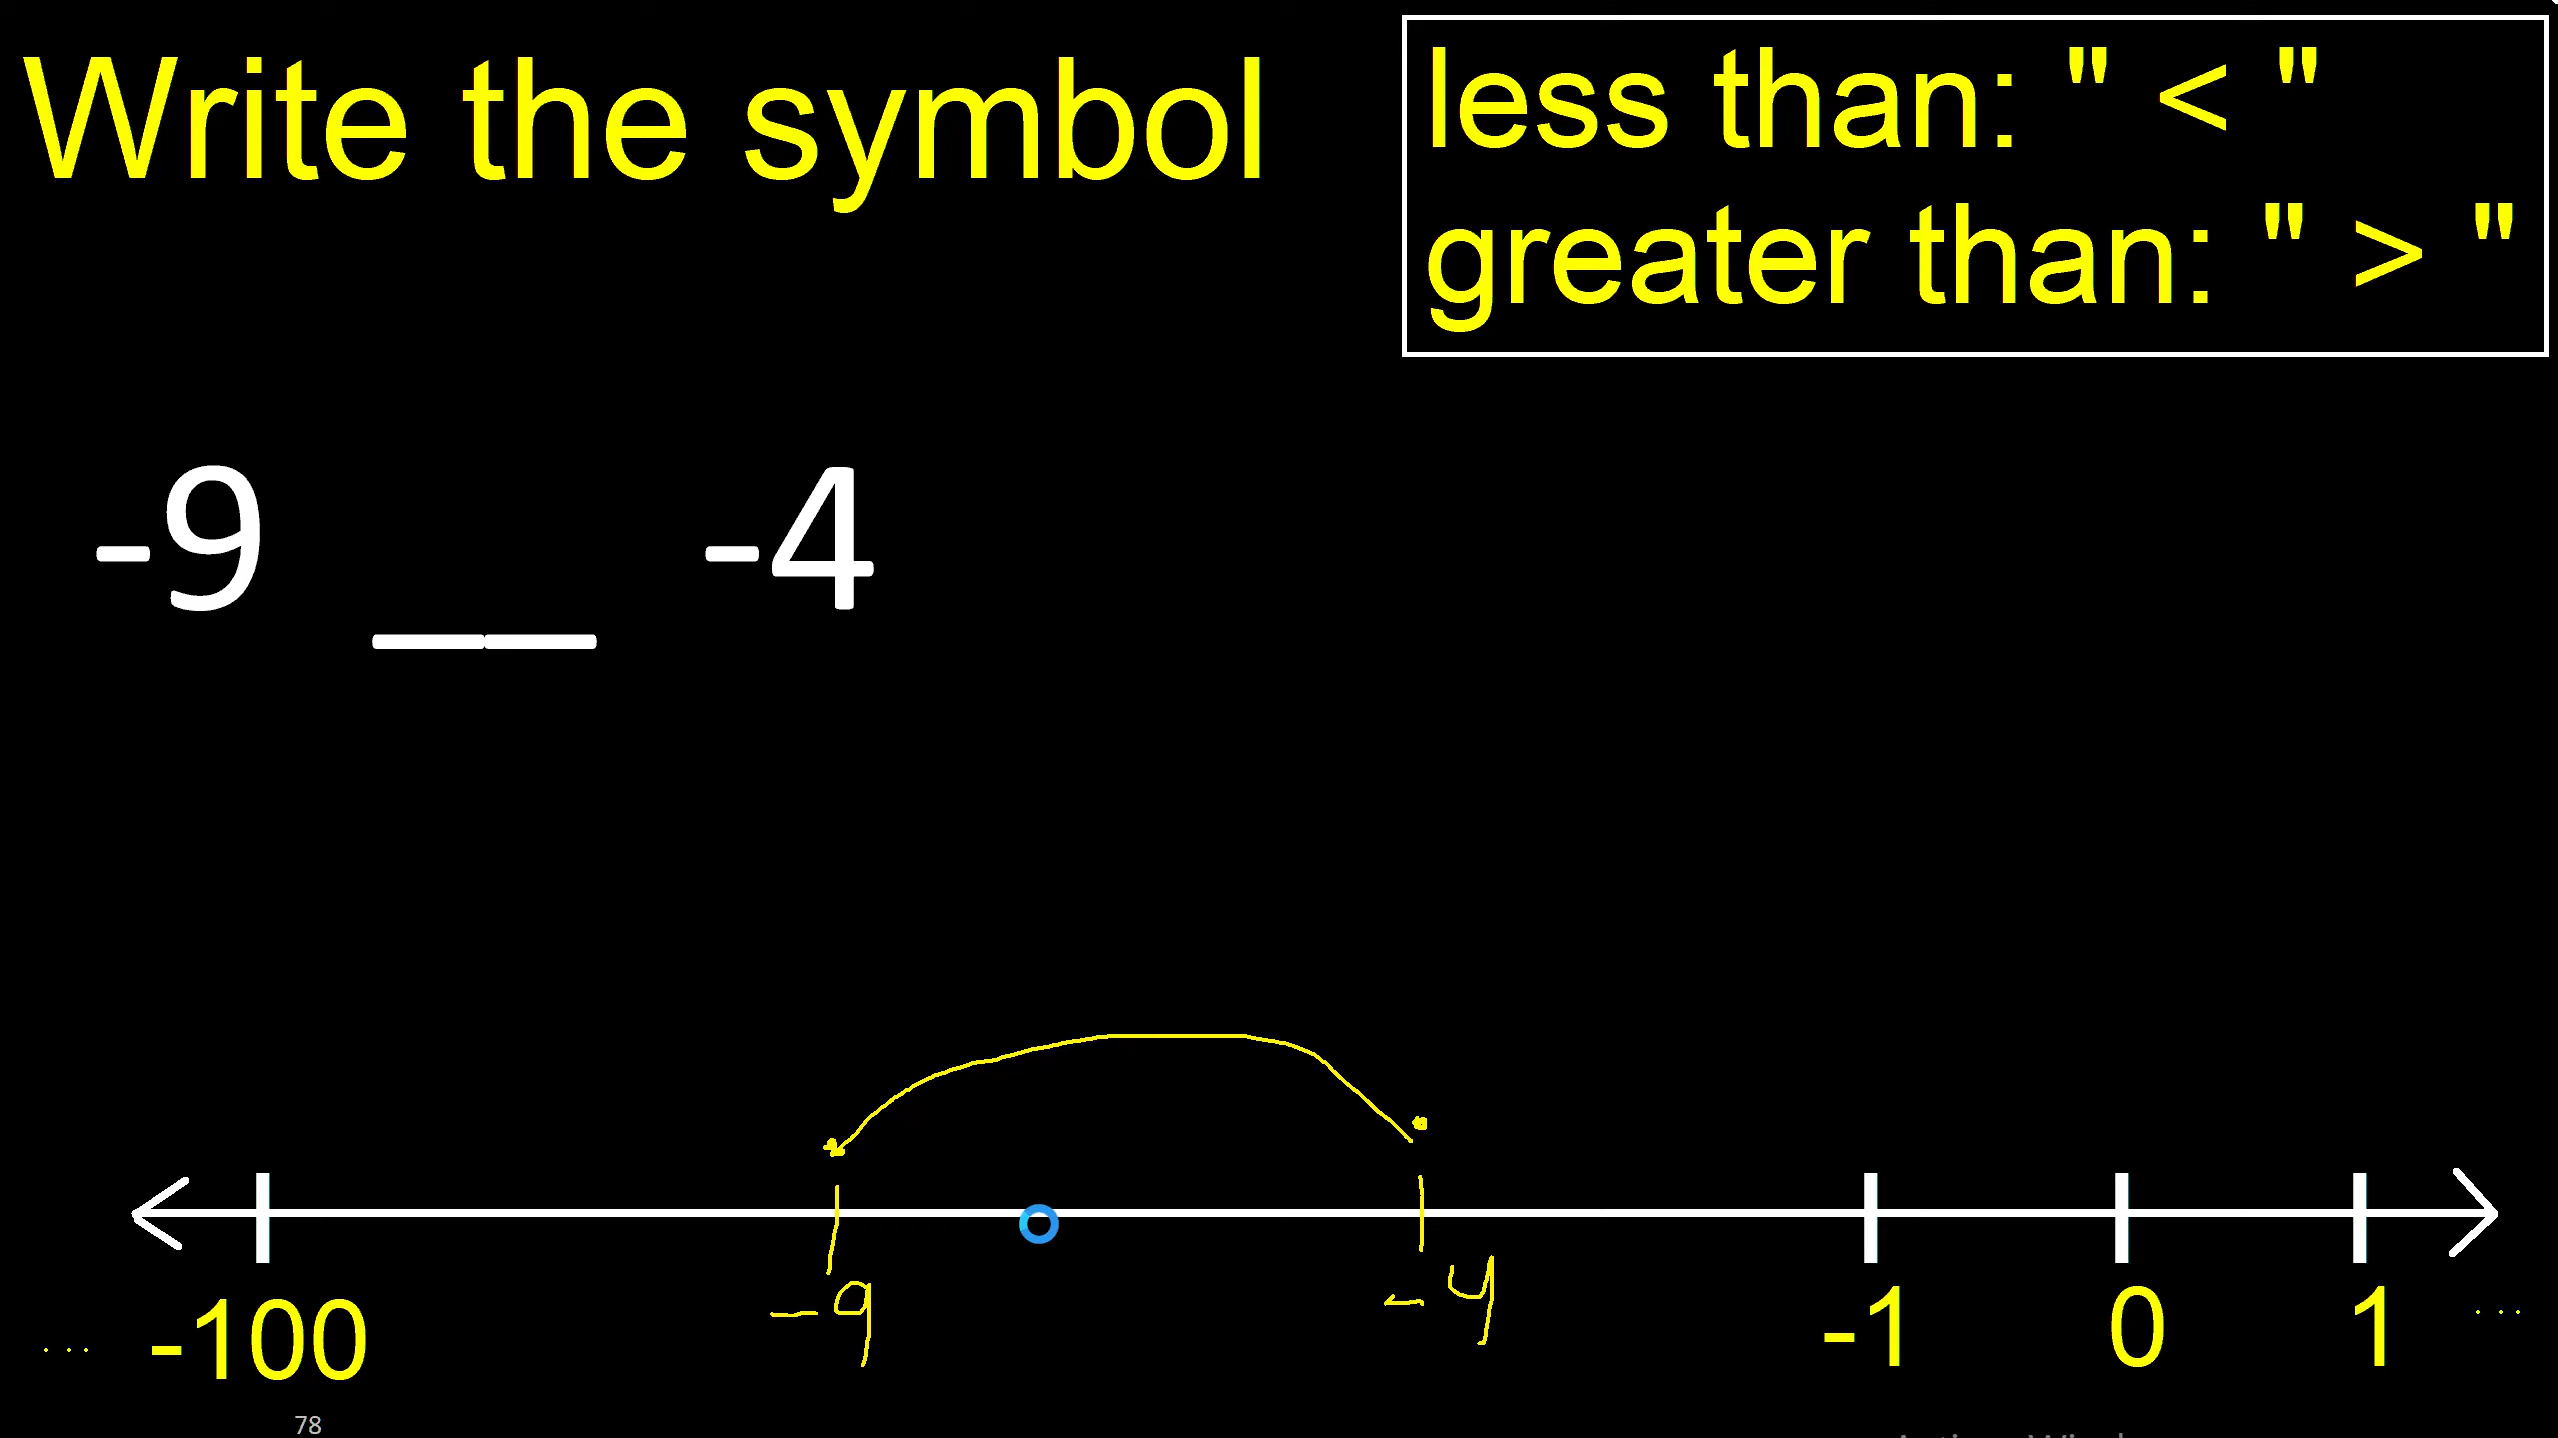 Write the symbol
less than: " < "
greater than: " > "
-9 __ -4
-9 -4
... -100 -1 0 1 ...
78